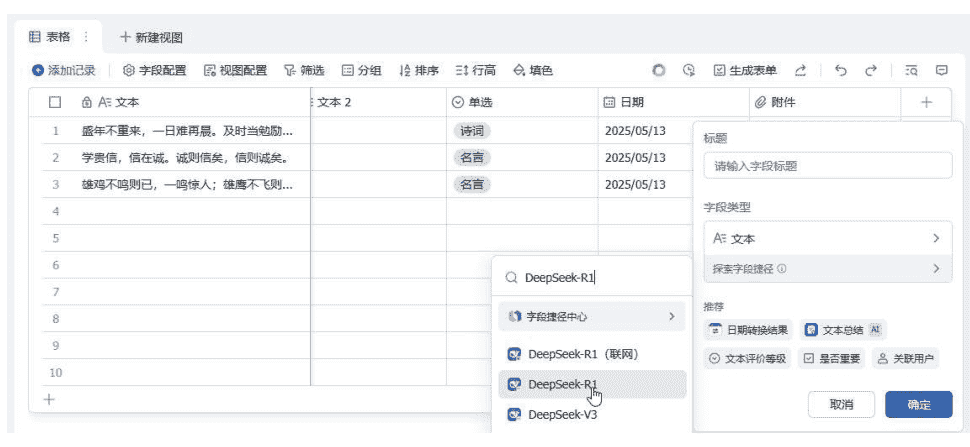 表格
新建视图
添加记录 字段配置 视图配置 筛选 分组 排序 行高 填色 生成表单
文本 文本 2 单选 日期 附件
1 盛年不重来，一日难再晨。及时当勉励... 诗词 2025/05/13
2 学贵信，信在诚。诚则信矣，信则诚矣。 名言 2025/05/13
3 雄鸡不鸣则已，一鸣惊人；雄鹰不飞则... 名言 2025/05/13
4
5
6
7
8
9
10
标题
请输入字段标题
字段类型
文本
探索字段捷径
推荐
日期转换结果 文本总结 AI
文本评价等级 是否重要 关联用户
取消 确定
DeepSeek-R1
字段捷径中心
DeepSeek-R1（联网）
DeepSeek-R1
DeepSeek-V3